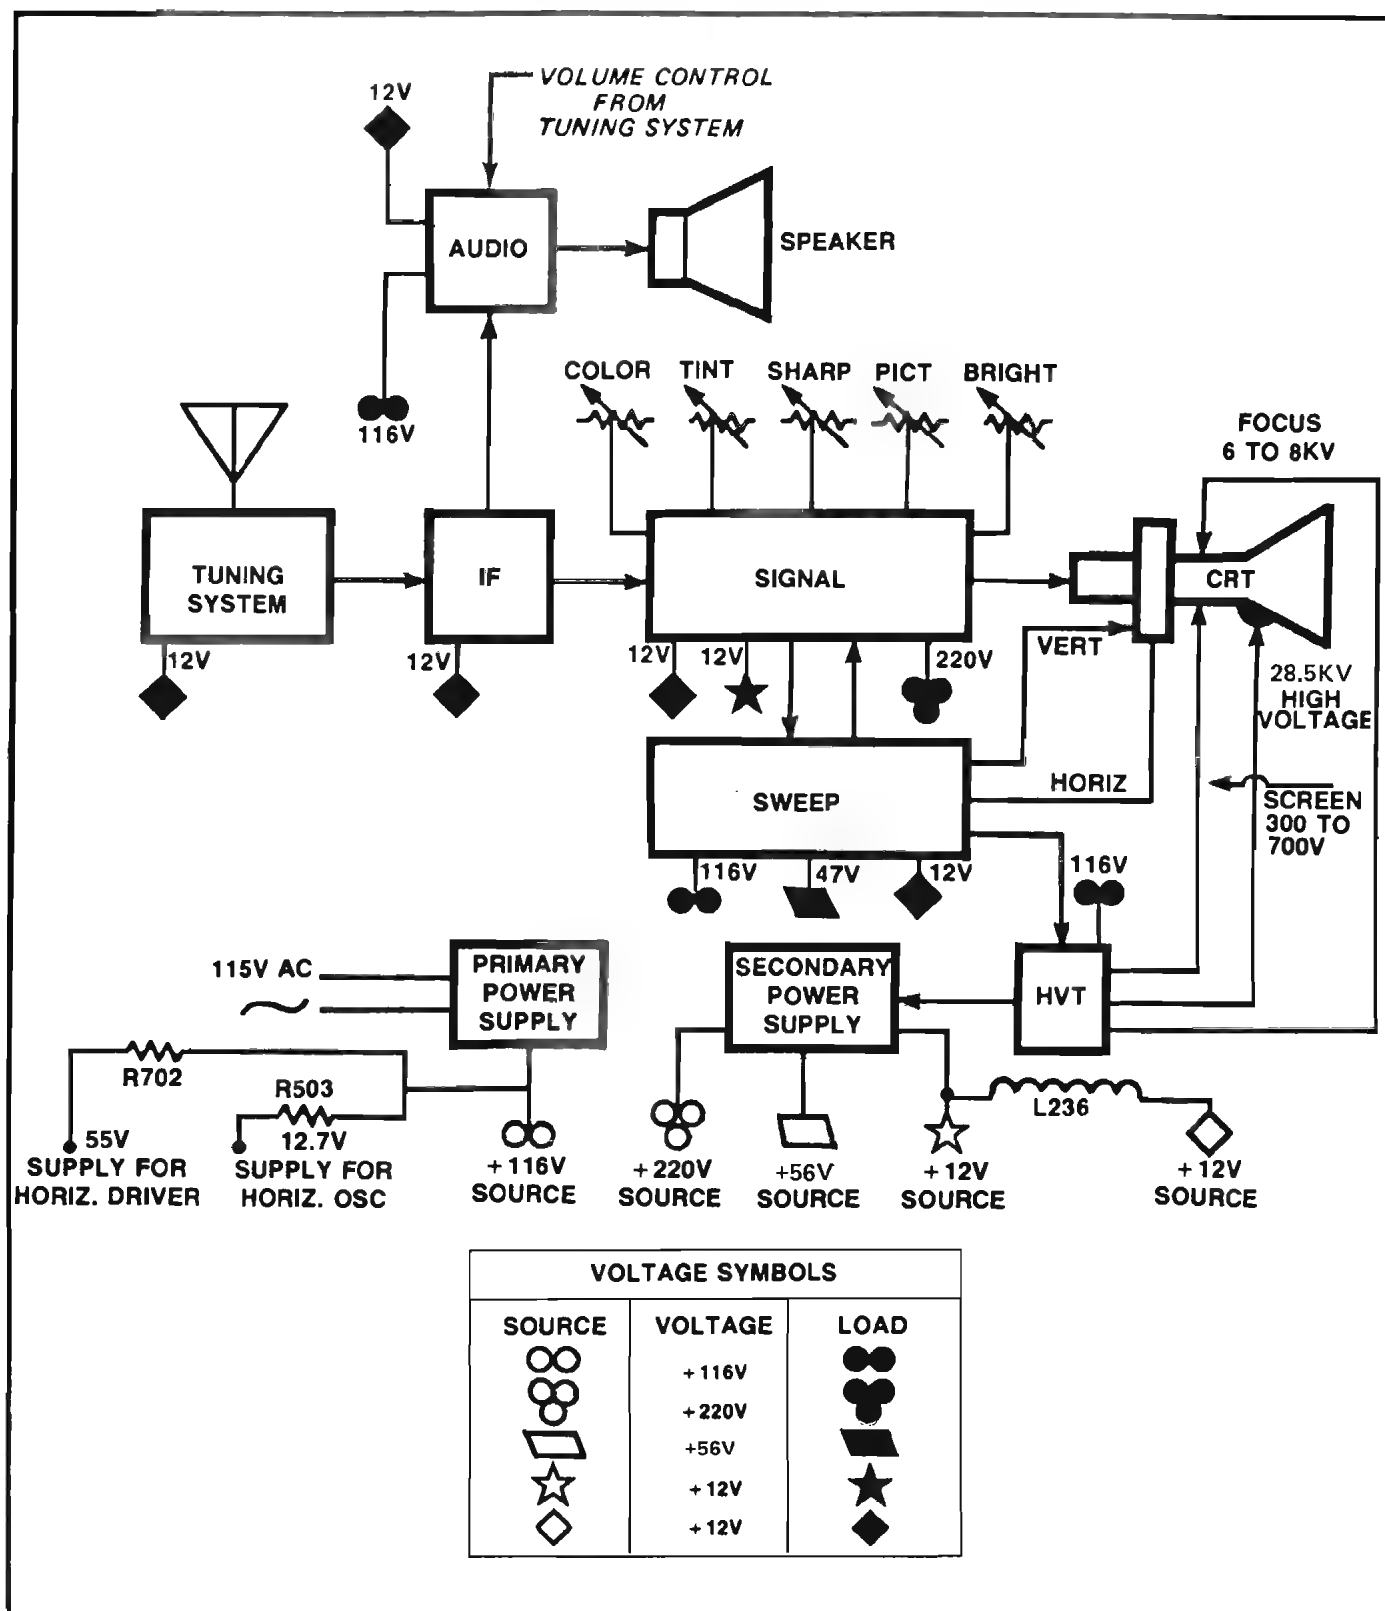 VOLUME CONTROL
FROM
TUNING SYSTEM
12V
AUDIO
SPEAKER
116V
COLOR
TINT
SHARP
PICT
BRIGHT
FOCUS
6 TO 8KV
TUNING
SYSTEM
IF
SIGNAL
CRT
12V
12V
12V
12V
220V
VERT
28.5KV
HIGH
VOLTAGE
SWEEP
HORIZ
SCREEN
300 TO
700V
116V
47V
12V
116V
115V AC
PRIMARY
POWER
SUPPLY
SECONDARY
POWER
SUPPLY
HVT
R702
R503
L236
55V
SUPPLY FOR
HORIZ. DRIVER
12.7V
SUPPLY FOR
HORIZ. OSC
+116V
SOURCE
+220V
SOURCE
+56V
SOURCE
+12V
SOURCE
+12V
SOURCE
VOLTAGE SYMBOLS
SOURCE VOLTAGE LOAD
+116V
+220V
+56V
+12V
+12V